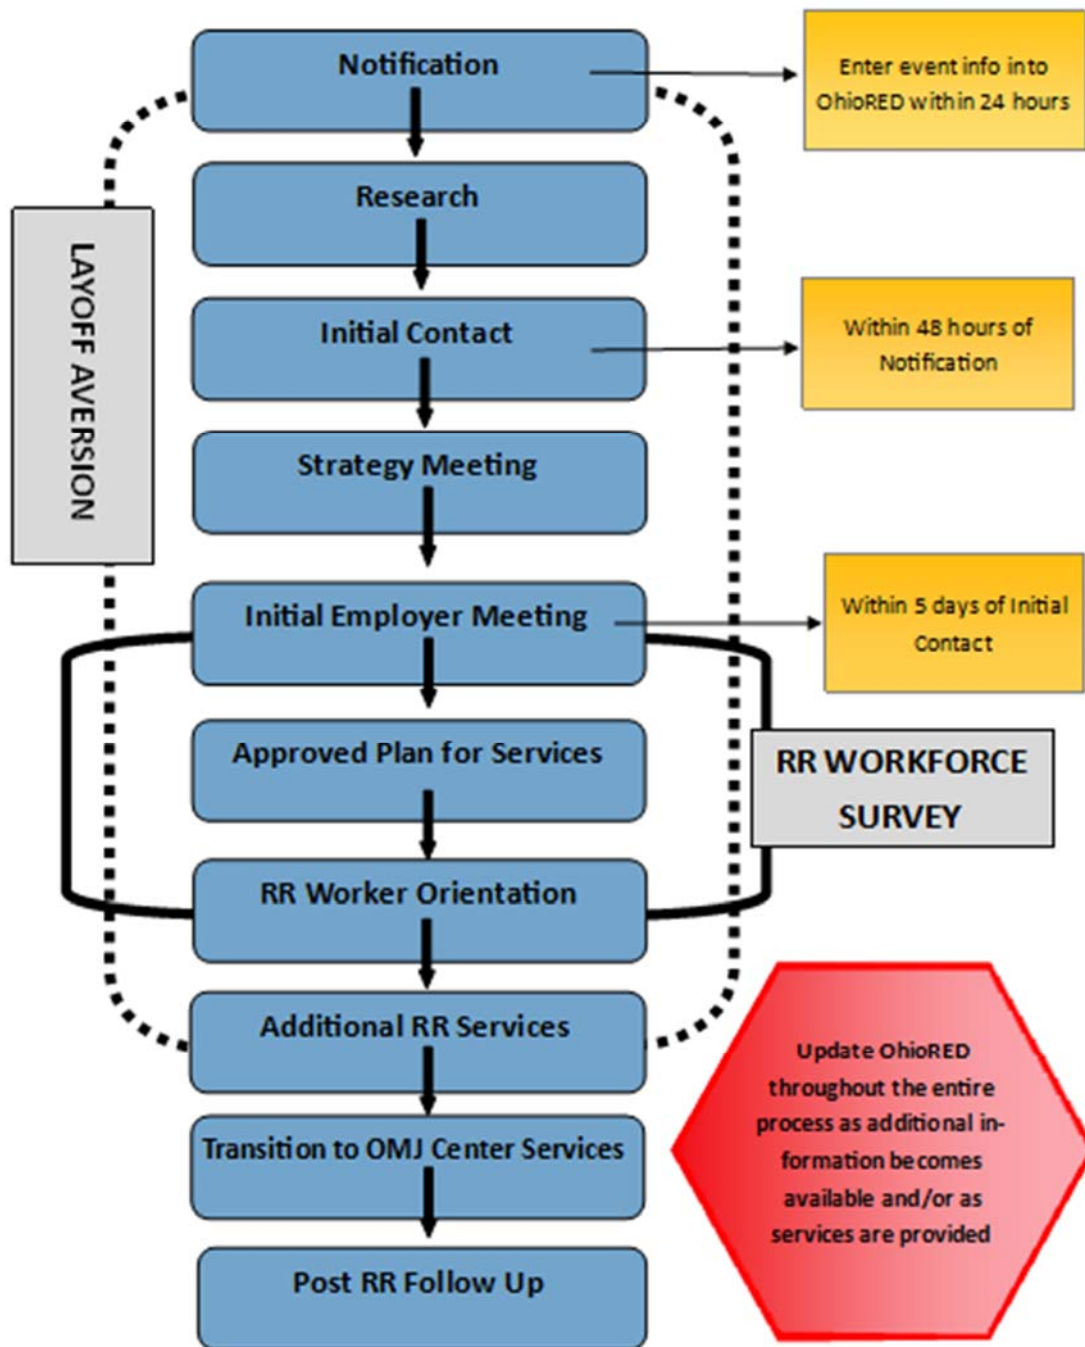 Notification
Enter event info into
OhioRED within 24 hours
Research
LAYOFF AVERSION
Initial Contact
Within 48 hours of
Notification
Strategy Meeting
Initial Employer Meeting
Within 5 days of Initial
Contact
Approved Plan for Services
RR WORKFORCE
SURVEY
RR Worker Orientation
Additional RR Services
Update OhioRED
throughout the entire
process as additional in-
formation becomes
available and/or as
services are provided
Transition to OMJ Center Services
Post RR Follow Up